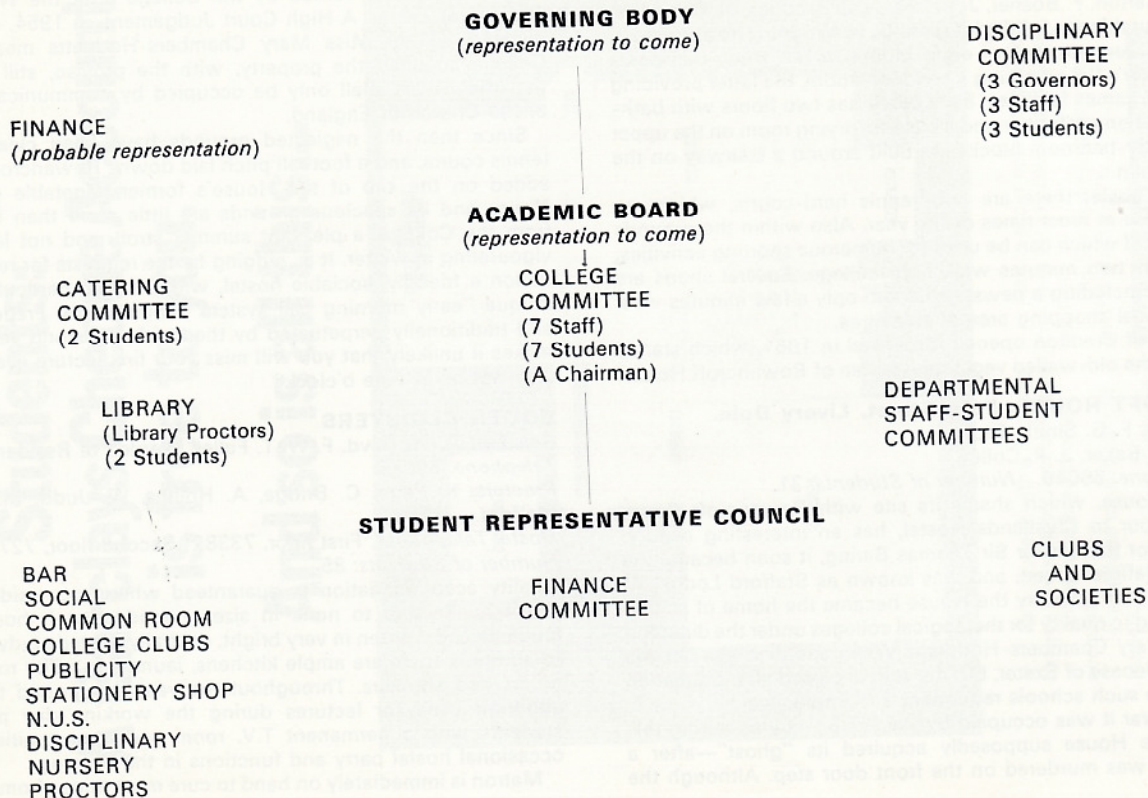 GOVERNING BODY
(representation to come)
DISCIPLINARY
COMMITTEE
(3 Governors)
(3 Staff)
(3 Students)
FINANCE
(probable representation)
ACADEMIC BOARD
(representation to come)
COLLEGE
COMMITTEE
(7 Staff)
(7 Students)
(A Chairman)
CATERING
COMMITTEE
(2 Students)
DEPARTMENTAL
STAFF-STUDENT
COMMITTEES
LIBRARY
(Library Proctors)
(2 Students)
STUDENT REPRESENTATIVE COUNCIL
BAR
SOCIAL
COMMON ROOM
COLLEGE CLUBS
PUBLICITY
STATIONERY SHOP
N.U.S.
DISCIPLINARY
NURSERY
PROCTORS
FINANCE
COMMITTEE
CLUBS
AND
SOCIETIES